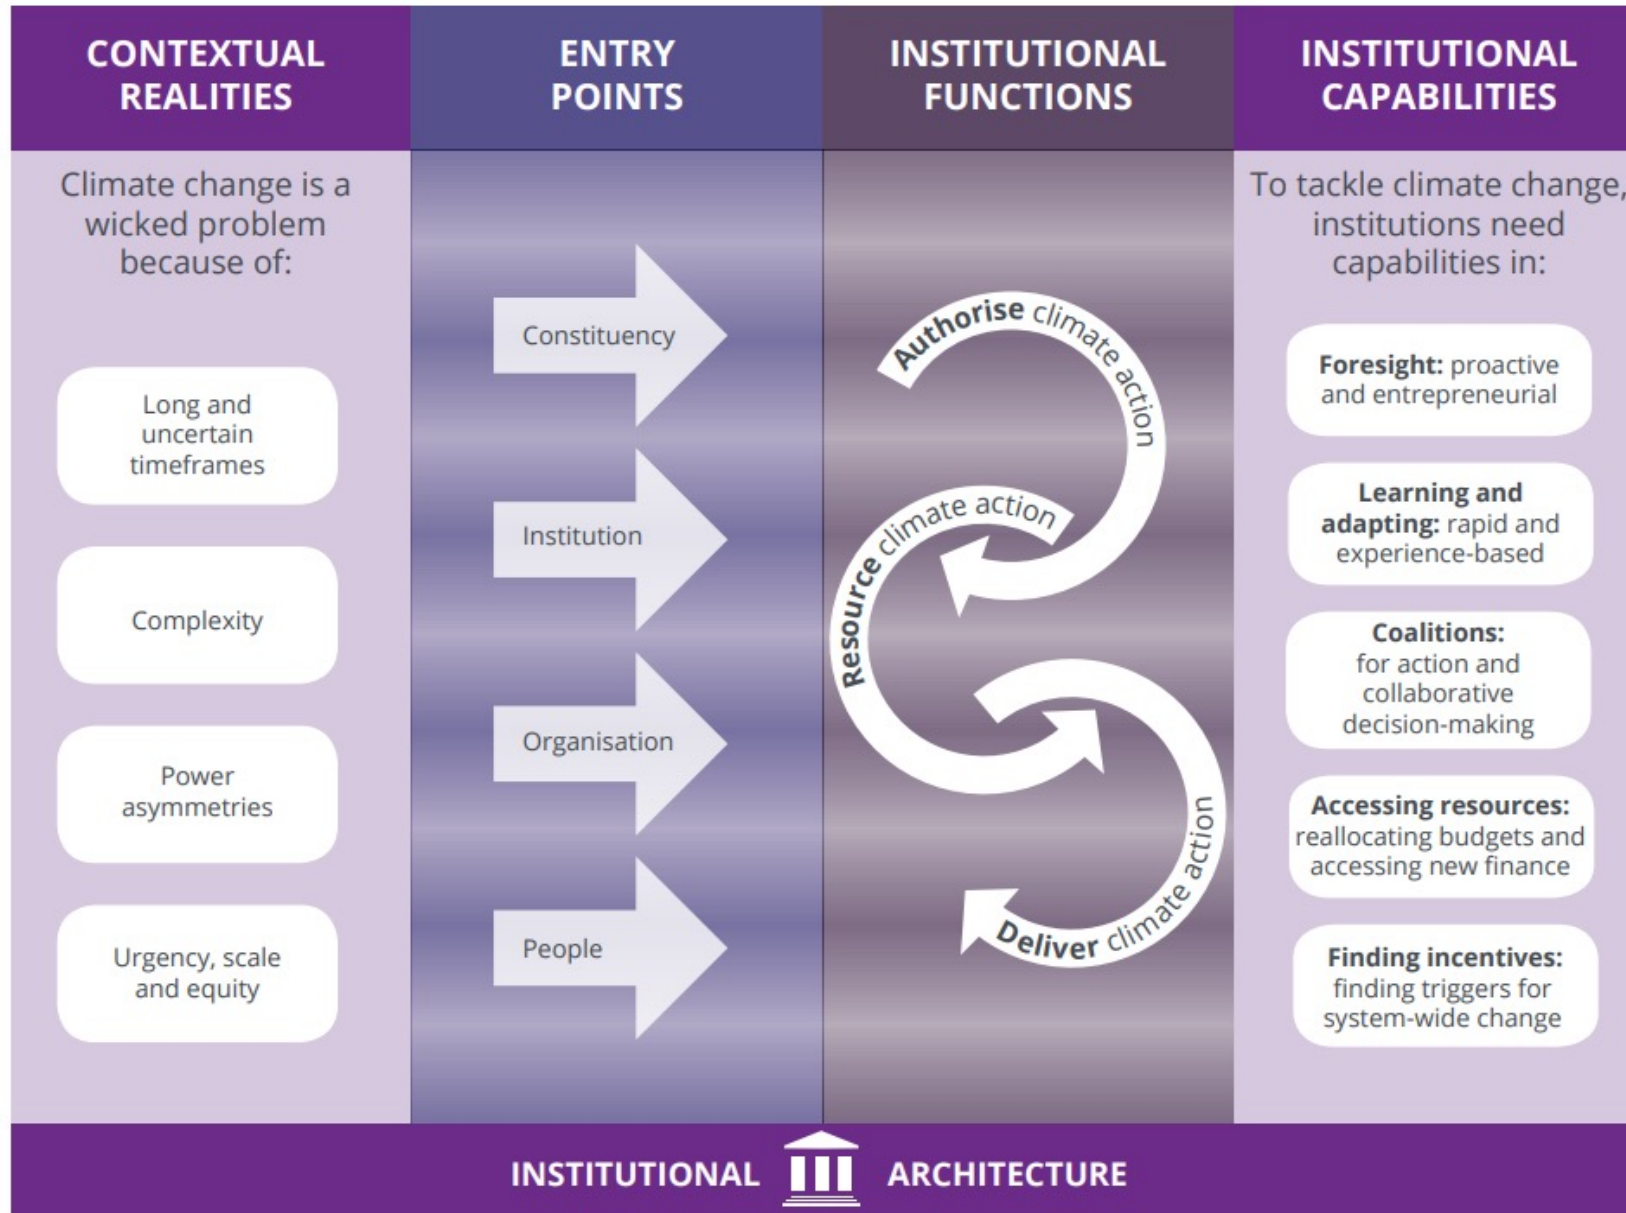 CONTEXTUAL
REALITIES
Climate change is a
wicked problem
because of:
Long and
uncertain
timeframes
Complexity
Power
asymmetries
Urgency, scale
and equity
ENTRY
POINTS
Constituency
Institution
Organisation
People
INSTITUTIONAL
FUNCTIONS
Authorise climate action
Resource climate action
Deliver climate action
INSTITUTIONAL
CAPABILITIES
To tackle climate change,
institutions need
capabilities in:
Foresight: proactive
and entrepreneurial
Learning and
adapting: rapid and
experience-based
Coalitions:
for action and
collaborative
decision-making
Accessing resources:
reallocating budgets and
accessing new finance
Finding incentives:
finding triggers for
system-wide change
INSTITUTIONAL ARCHITECTURE